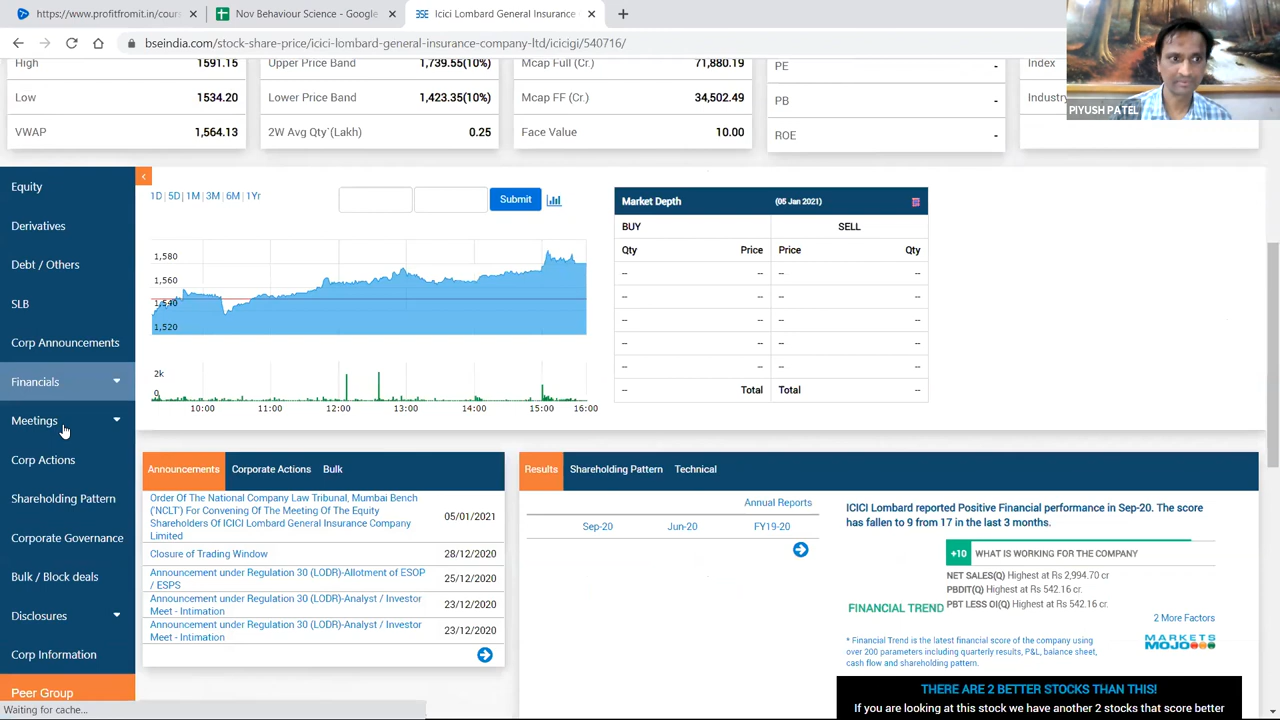 https://www.profitfromit.com/cour
Nov Behaviour Science - Google
Icici Lombard General Insurance
bseindia.com/stock-share-price/icici-lombard-general-insurance-company-ltd/icicigi/540716/
High 1591.15
Upper Price Band 1,739.55(10%)
Mcap Full (Cr.) 71,880.19
PE -
Index
Low 1534.20
Lower Price Band 1,423.35(10%)
Mcap FF (Cr.) 34,502.49
PB -
Industry
PIYUSH PATEL
VWAP 1,564.13
2W Avg Qty (Lakh) 0.25
Face Value 10.00
ROE -
Equity
Derivatives
Debt / Others
SLB
Corp Announcements
Financials
Meetings
Corp Actions
Shareholding Pattern
Corporate Governance
Bulk / Block deals
Disclosures
Corp Information
Peer Group
Waiting for cache...
1D| 5D| 1M| 3M| 6M| 1Yr
Submit
1,580
1,560
1,540
1,520
2k
0
10:00 11:00 12:00 13:00 14:00 15:00 16:00
Market Depth (05 Jan 2021)
BUY SELL
Qty Price Price Qty
-- -- -- --
-- -- -- --
-- -- -- --
-- -- -- --
-- -- -- --
-- Total Total --
Announcements Corporate Actions Bulk
Order Of The National Company Law Tribunal, Mumbai Bench
('NCLT') For Convening Of The Meeting Of The Equity
Shareholders Of ICICI Lombard General Insurance Company
Limited
05/01/2021
Closure of Trading Window 28/12/2020
Announcement under Regulation 30 (LODR)-Allotment of ESOP
/ ESPS
25/12/2020
Announcement under Regulation 30 (LODR)-Analyst / Investor
Meet - Intimation
23/12/2020
Announcement under Regulation 30 (LODR)-Analyst / Investor
Meet - Intimation
23/12/2020
Results Shareholding Pattern Technical
Annual Reports
Sep-20 Jun-20 FY19-20
ICICI Lombard reported Positive Financial performance in Sep-20. The score
has fallen to 9 from 17 in the last 3 months.
+10 WHAT IS WORKING FOR THE COMPANY
NET SALES(Q) Highest at Rs 2,994.70 cr
PBDIT(Q) Highest at Rs 542.16 cr.
PBT LESS OI(Q) Highest at Rs 542.16 cr.
FINANCIAL TREND
2 More Factors
* Financial Trend is the latest financial score of the company using
over 200 parameters including quarterly results, P&L, balance sheet,
cash flow and shareholding pattern.
MARKETS
MOJO
THERE ARE 2 BETTER STOCKS THAN THIS!
If you are looking at this stock we have another 2 stocks that score better